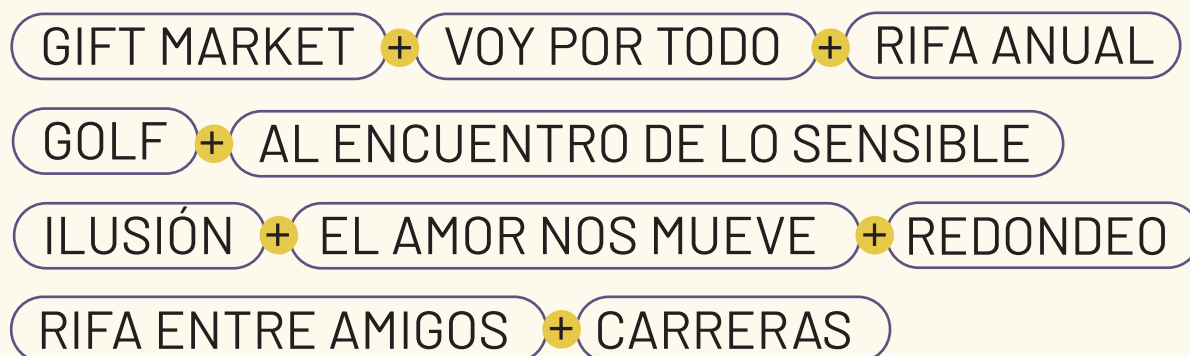 GIFT MARKET + VOY POR TODO + RIFA ANUAL
GOLF + AL ENCUENTRO DE LO SENSIBLE
ILUSIÓN + EL AMOR NOS MUEVE + REDONDEO
RIFA ENTRE AMIGOS + CARRERAS